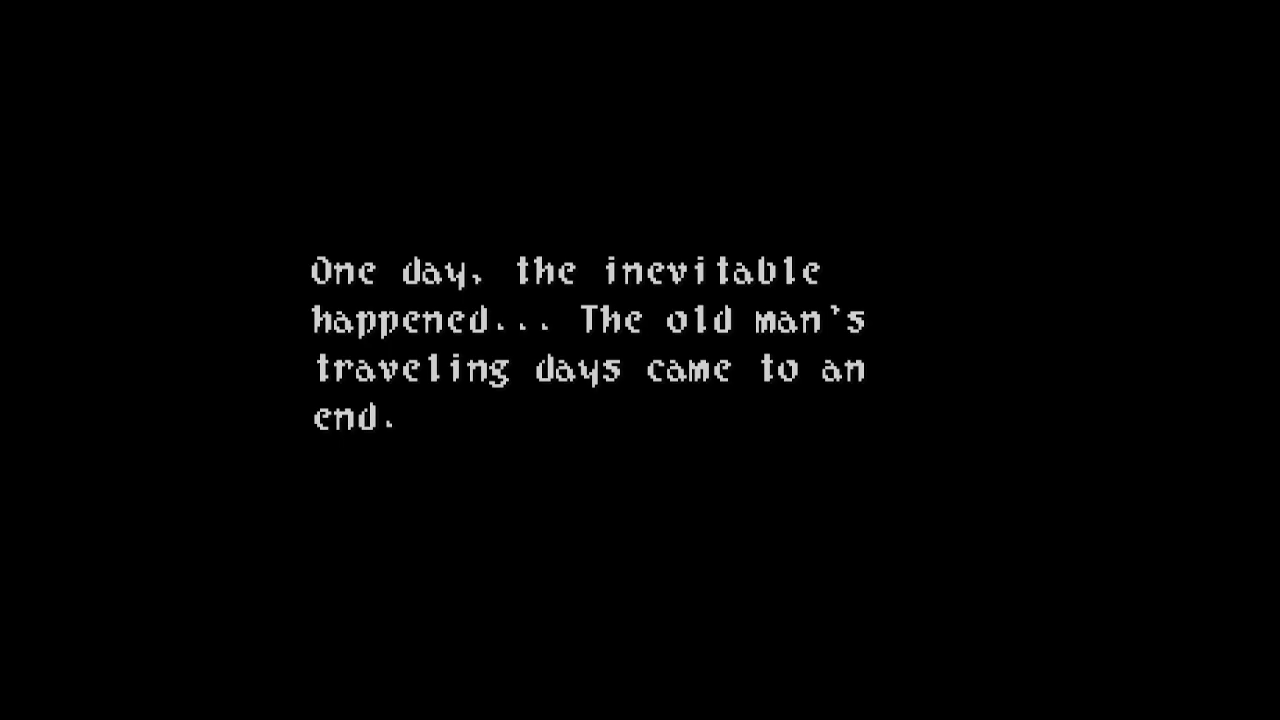 One day, the inevitable
happened... The old man's
traveling days came to an
end.